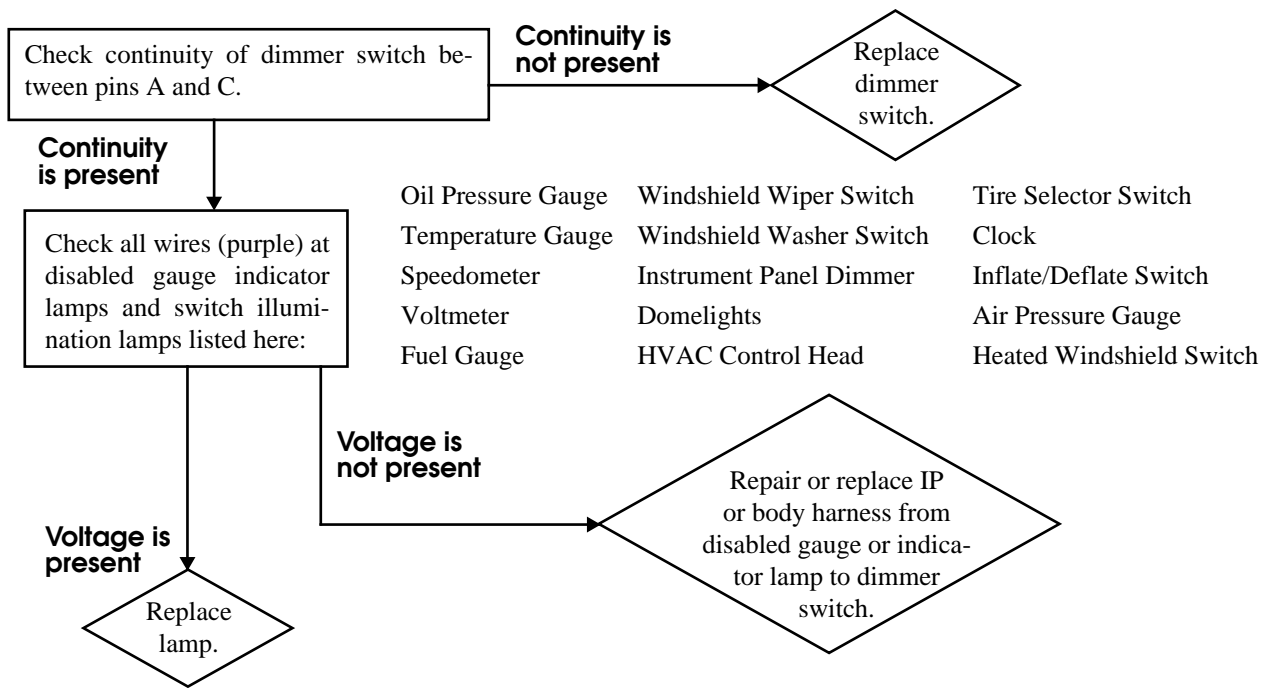 Check continuity of dimmer switch be-
tween pins A and C.
Continuity is
not present
Replace
dimmer
switch.
Continuity
is present
Check all wires (purple) at
disabled gauge indicator
lamps and switch illumi-
nation lamps listed here:
Oil Pressure Gauge Windshield Wiper Switch Tire Selector Switch
Temperature Gauge Windshield Washer Switch Clock
Speedometer Instrument Panel Dimmer Inflate/Deflate Switch
Voltmeter Domelights Air Pressure Gauge
Fuel Gauge HVAC Control Head Heated Windshield Switch
Voltage is
not present
Repair or replace IP
or body harness from
disabled gauge or indica-
tor lamp to dimmer
switch.
Voltage is
present
Replace
lamp.